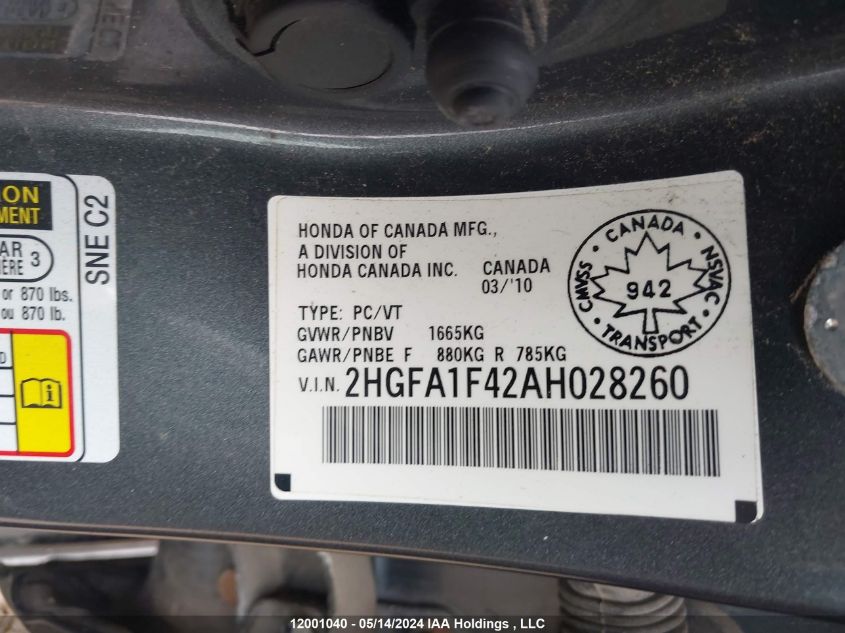 ION
MENT
AR
ÈRE 3
or 870 lbs.
ou 870 lb.
D
SNE C2
HONDA OF CANADA MFG.,
A DIVISION OF
HONDA CANADA INC. CANADA
03/'10
TYPE: PC/VT
GVWR/PNBV 1665KG
GAWR/PNBE F 880KG R 785KG
V.I.N. 2HGFA1F42AH028260
CMVSS • CANADA • NSVAC • TRANSPORT •
942
12001040 - 05/14/2024 IAA Holdings , LLC